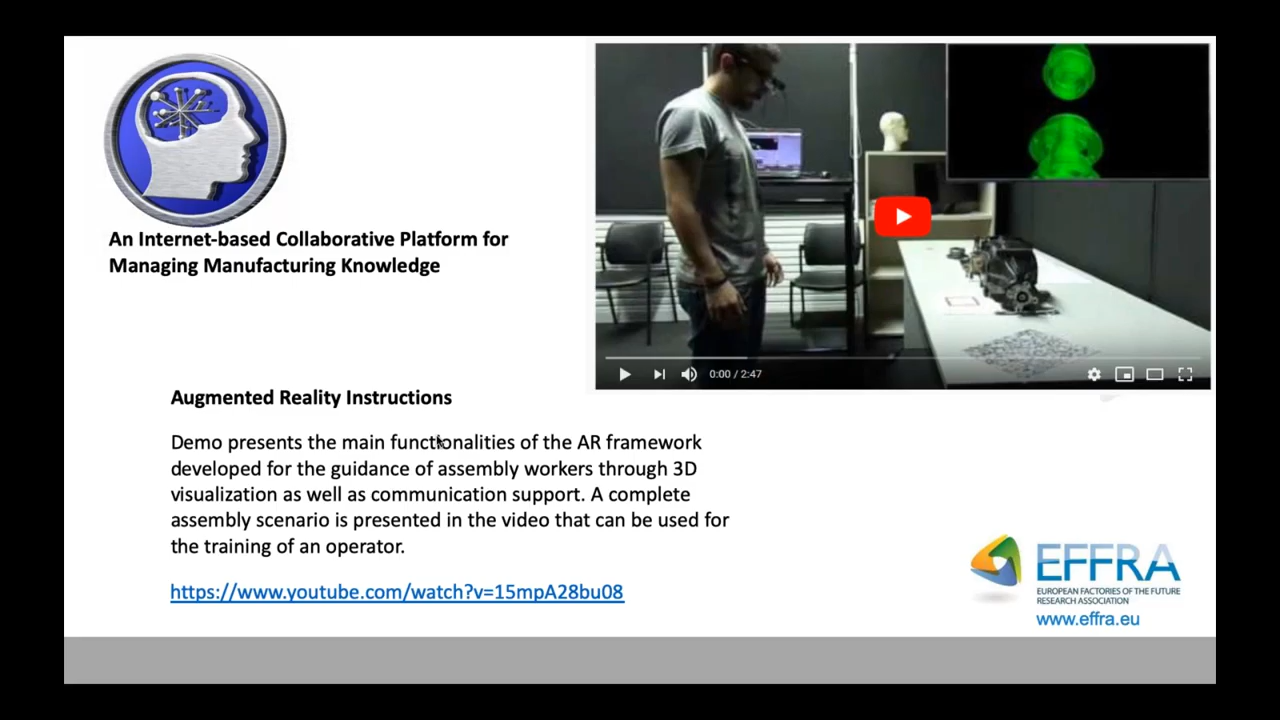 An Internet-based Collaborative Platform for
Managing Manufacturing Knowledge
0:00 / 2:47
Augmented Reality Instructions
Demo presents the main functionalities of the AR framework
developed for the guidance of assembly workers through 3D
visualization as well as communication support. A complete
assembly scenario is presented in the video that can be used for
the training of an operator.
https://www.youtube.com/watch?v=15mpA28bu08
EFFRA
EUROPEAN FACTORIES OF THE FUTURE
RESEARCH ASSOCIATION
www.effra.eu